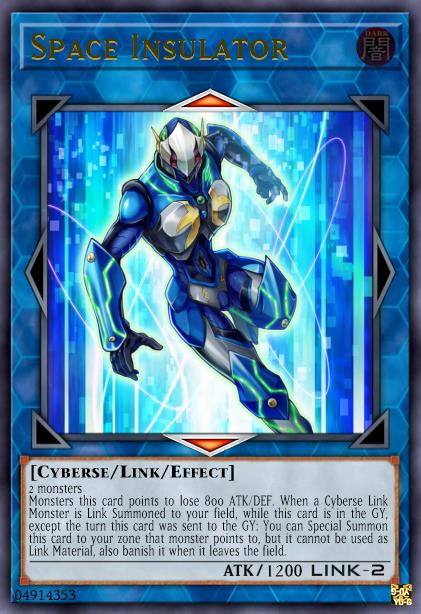 Space Insulator
DARK
闇
[Cyberse/Link/Effect]
2 monsters
Monsters this card points to lose 800 ATK/DEF. When a Cyberse Link
Monster is Link Summoned to your field, while this card is in the GY,
except the turn this card was sent to the GY: You can Special Summon
this card to your zone that monster points to, but it cannot be used as
Link Material, also banish it when it leaves the field.
ATK/1200 LINK-2
04914353